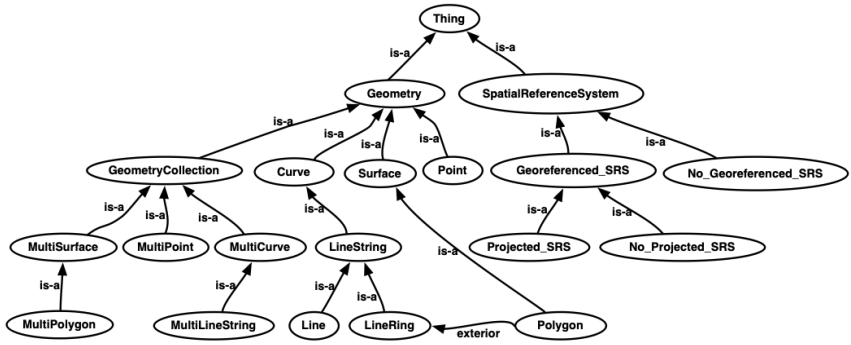 Thing
is-a is-a
Geometry SpatialReferenceSystem
is-a is-a is-a is-a is-a is-a
GeometryCollection Curve Surface Point Georeferenced_SRS No_Georeferenced_SRS
is-a is-a is-a is-a is-a is-a
MultiSurface MultiPoint MultiCurve LineString Projected_SRS No_Projected_SRS
is-a is-a is-a is-a is-a
MultiPolygon MultiLineString Line LineRing exterior Polygon